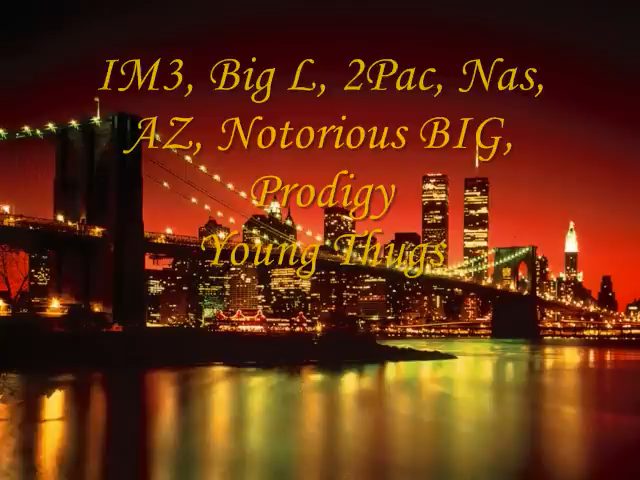 IM3, Big L, 2Pac, Nas,
AZ, Notorious BIG,
Prodigy
Young Thugs